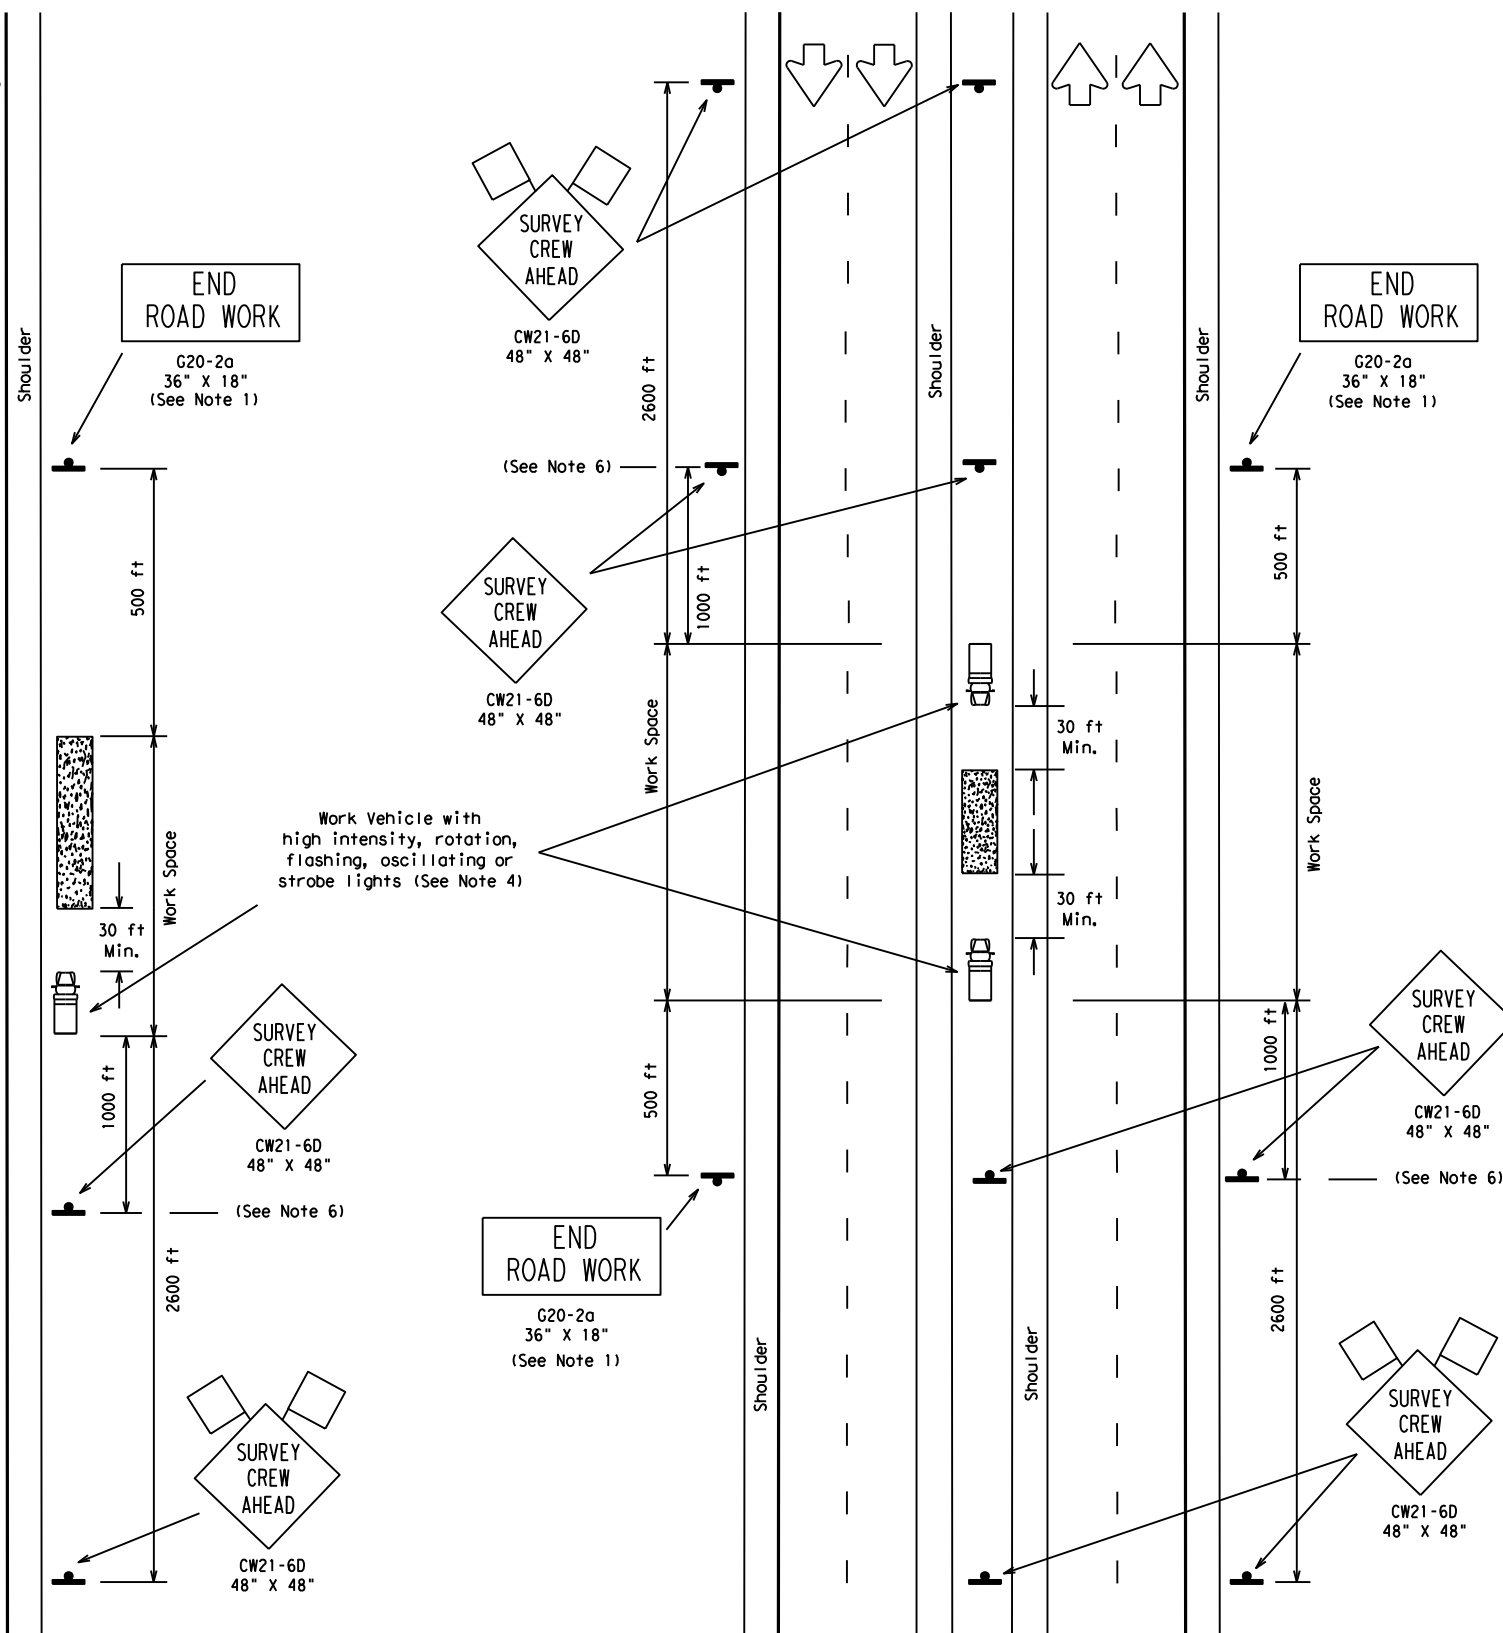 Shoulder
END
ROAD WORK
G20-2a
36" X 18"
(See Note 1)
500 ft
Work Space
30 ft
Min.
1000 ft
SURVEY
CREW
AHEAD
CW21-6D
48" X 48"
(See Note 6)
2600 ft
SURVEY
CREW
AHEAD
CW21-6D
48" X 48"
SURVEY
CREW
AHEAD
CW21-6D
48" X 48"
2600 ft
(See Note 6)
SURVEY
CREW
AHEAD
CW21-6D
48" X 48"
1000 ft
Work Space
Work Vehicle with
high intensity, rotation,
flashing, oscillating or
strobe lights (See Note 4)
500 ft
END
ROAD WORK
G20-2a
36" X 18"
(See Note 1)
Shoulder
Shoulder
30 ft
Min.
30 ft
Min.
Shoulder
Shoulder
END
ROAD WORK
G20-2a
36" X 18"
(See Note 1)
500 ft
Work Space
1000 ft
SURVEY
CREW
AHEAD
CW21-6D
48" X 48"
(See Note 6)
2600 ft
SURVEY
CREW
AHEAD
CW21-6D
48" X 48"